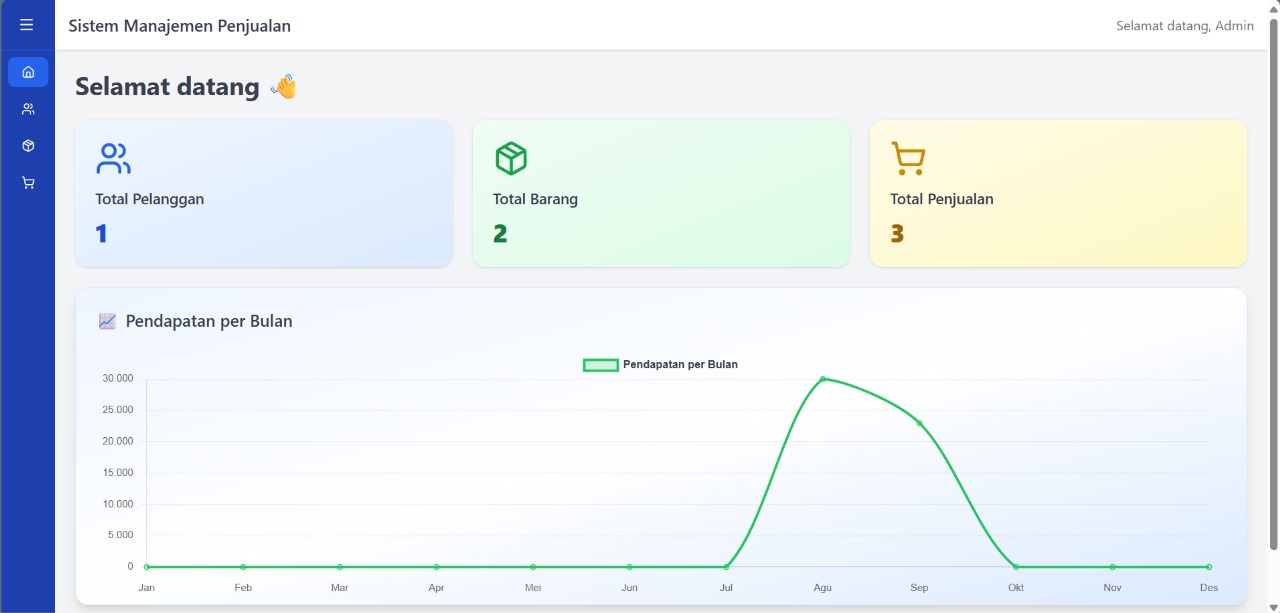 Sistem Manajemen Penjualan
Selamat datang, Admin
Selamat datang 👋
Total Pelanggan
1
Total Barang
2
Total Penjualan
3
Pendapatan per Bulan
Pendapatan per Bulan
30.000
25.000
20.000
15.000
10.000
5.000
0
Jan Feb Mar Apr Mei Jun Jul Agu Sep Okt Nov Des